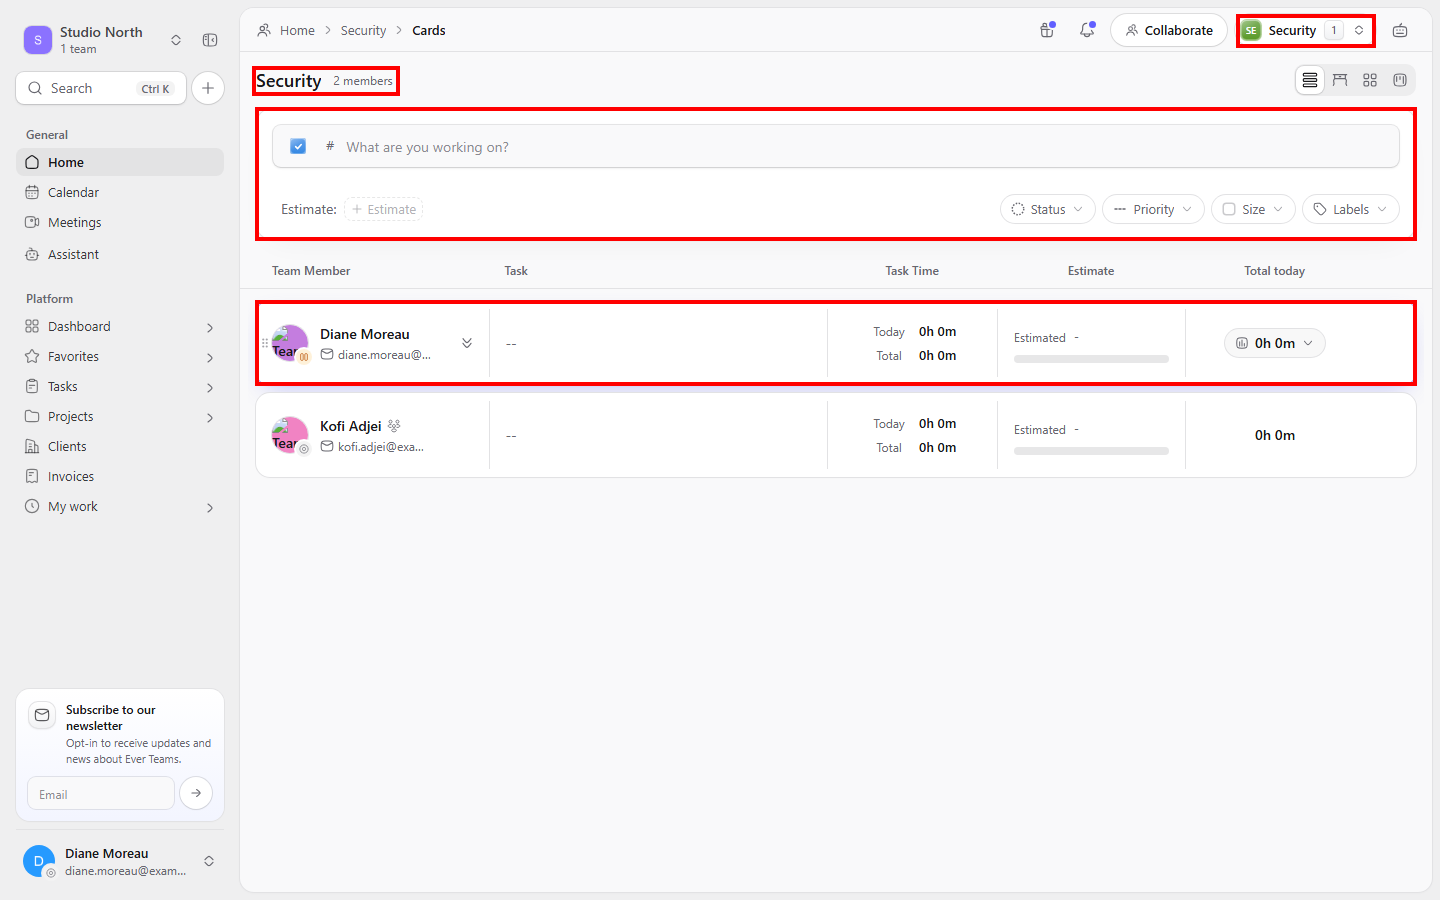 S
Studio North
1 team
Search
Ctrl K
General
Home
Calendar
Meetings
Assistant
Platform
Dashboard
Favorites
Tasks
Projects
Clients
Invoices
My work
Subscribe to our
newsletter
Opt-in to receive updates and
news about Ever Teams.
Email
D
Diane Moreau
diane.moreau@exam...
Home
Security
Cards
Collaborate
SE
Security
1
Security
2 members
#
What are you working on?
Estimate:
+ Estimate
Status
Priority
Size
Labels
Team Member
Task
Task Time
Estimate
Total today
Tear
Diane Moreau
diane.moreau@...
--
Today 0h 0m
Total 0h 0m
Estimated -
0h 0m
Tear
Kofi Adjei
kofi.adjei@exa...
--
Today 0h 0m
Total 0h 0m
Estimated -
0h 0m